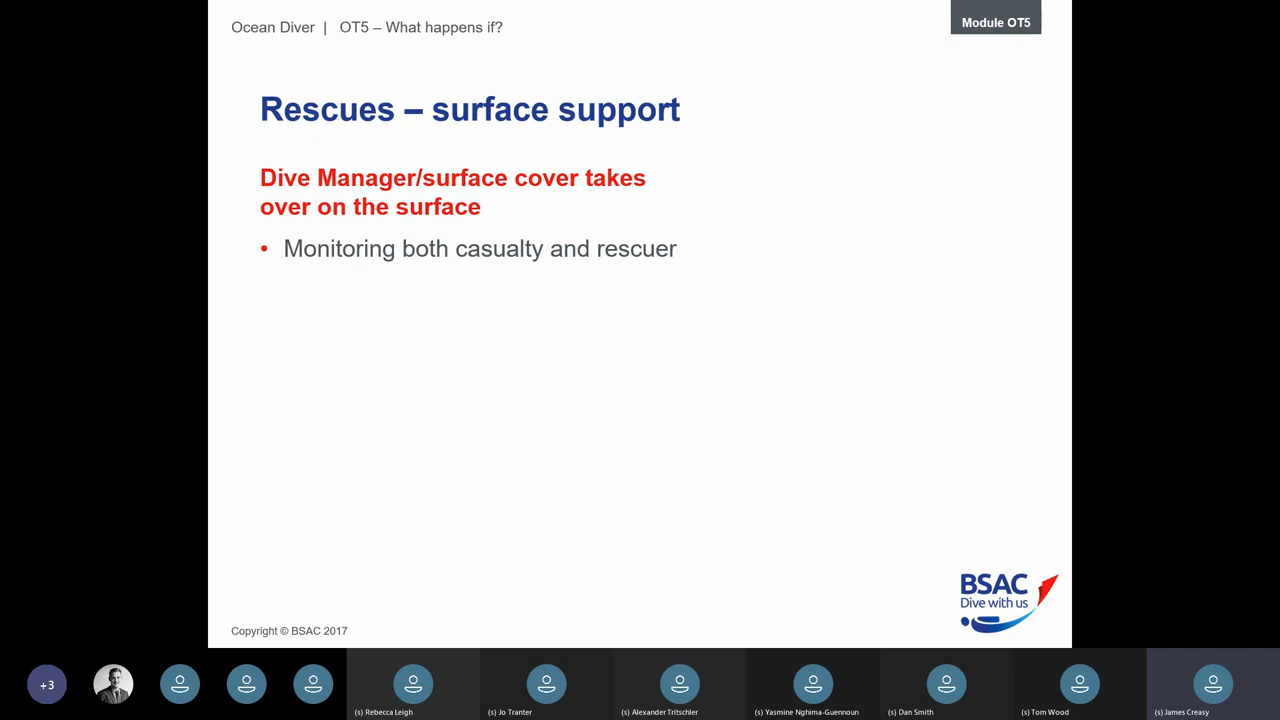 Ocean Diver | OT5 – What happens if?
Module OT5
Rescues – surface support
Dive Manager/surface cover takes
over on the surface
• Monitoring both casualty and rescuer
BSAC
Dive with us
Copyright © BSAC 2017
+3
(s) Rebecca Leigh
(s) Jo Tranter
(s) Alexander Tritschler
(s) Yasmine Nghima-Guennoun
(s) Dan Smith
(s) Tom Wood
(s) James Creasy